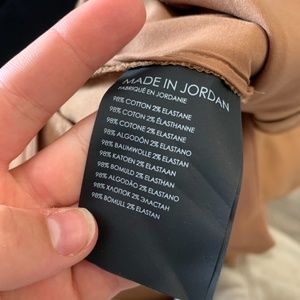 MADE IN JORDAN
FABRIQUÉ EN JORDANIE
98% COTTON 2% ELASTANE
98% COTON 2% ÉLASTHANNE
98% COTONE 2% ELASTANE
98% ALGODÓN 2% ELASTANO
98% BAUMWOLLE 2% ELASTAN
98% KATOEN 2% ELASTAAN
98% BOMULD 2% ELASTHAN
98% ALGODÃO 2% ELASTANO
98% ХЛОПОК 2% ЭЛАСТАН
98% BOMULL 2% ELASTAN